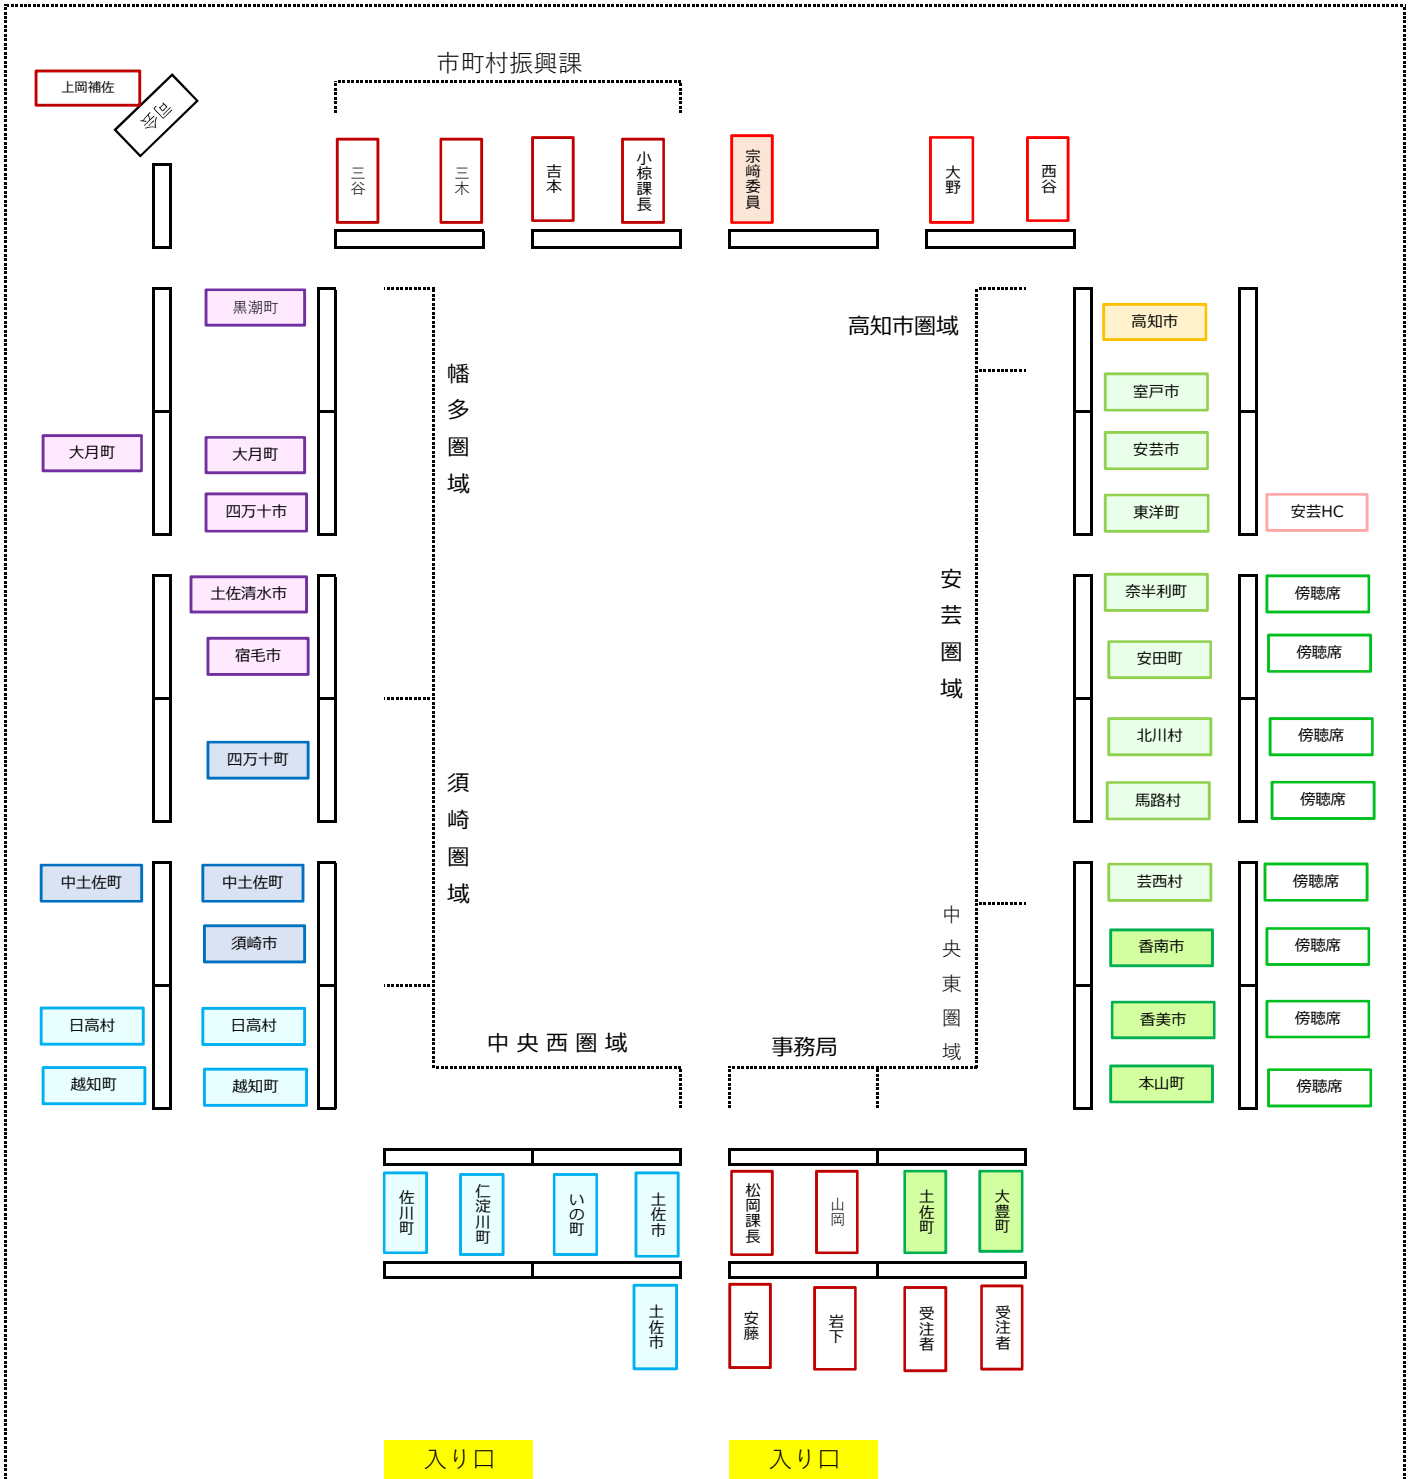 市町村振興課
上岡補佐
司会
三谷
三木
吉本
小椋課長
宗﨑委員
大野
西谷
黒潮町
高知市圏域
高知市
幡多圏域
室戸市
大月町
大月町
安芸市
四万十市
東洋町
安芸HC
土佐清水市
安芸圏域
奈半利町
傍聴席
宿毛市
安田町
傍聴席
四万十町
須崎圏域
北川村
傍聴席
馬路村
傍聴席
中土佐町
中土佐町
芸西村
傍聴席
須崎市
中央東圏域
香南市
傍聴席
日高村
日高村
中央西圏域
事務局
香美市
傍聴席
越知町
越知町
本山町
傍聴席
佐川町
仁淀川町
いの町
土佐市
松岡課長
山岡
土佐町
大豊町
土佐市
安藤
岩下
受注者
受注者
入り口
入り口